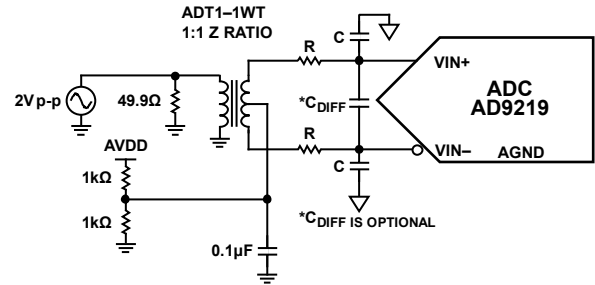 ADT1–1WT
1:1 Z RATIO
C
R
VIN+
2V p-p
49.9Ω
*CDIFF
ADC
AD9219
AVDD
R
VIN–
AGND
C
1kΩ
1kΩ
*CDIFF IS OPTIONAL
0.1µF